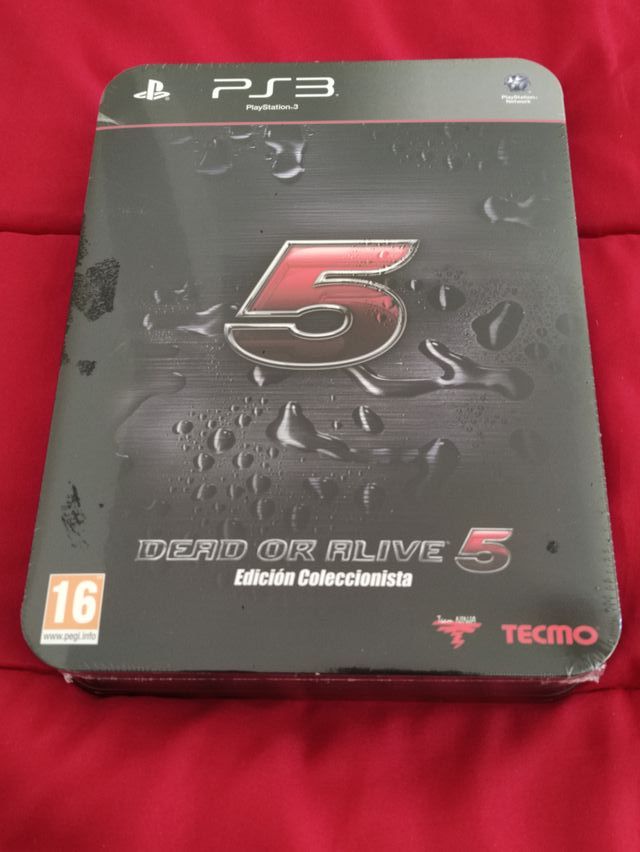 PS3
PlayStation®3
PlayStation®
Network
5
DEAD OR ALIVE 5
Edición Coleccionista
16
www.pegi.info
Team NINJA
TECMO